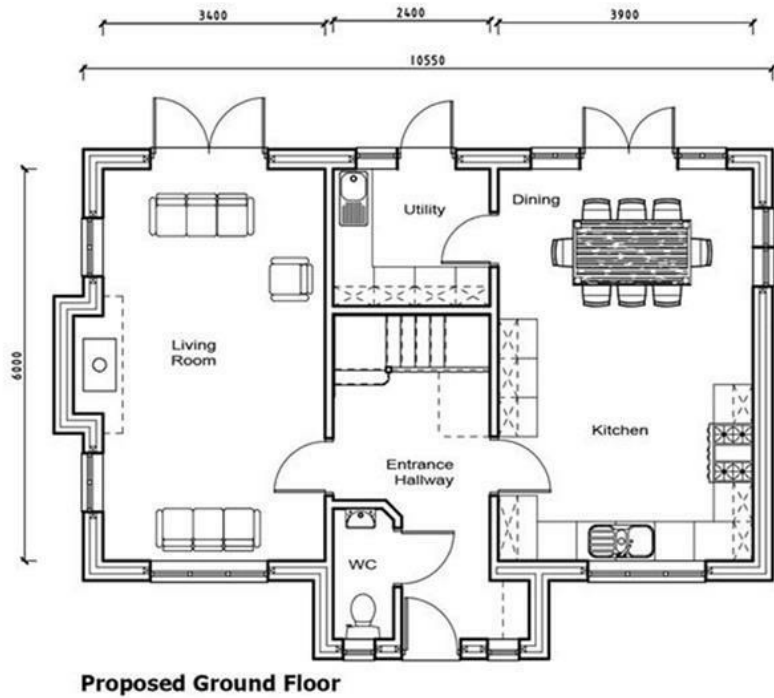 3400
2400
3900
10550
Utility
Dining
6000
Living
Room
Kitchen
Entrance
Hallway
WC
Proposed Ground Floor